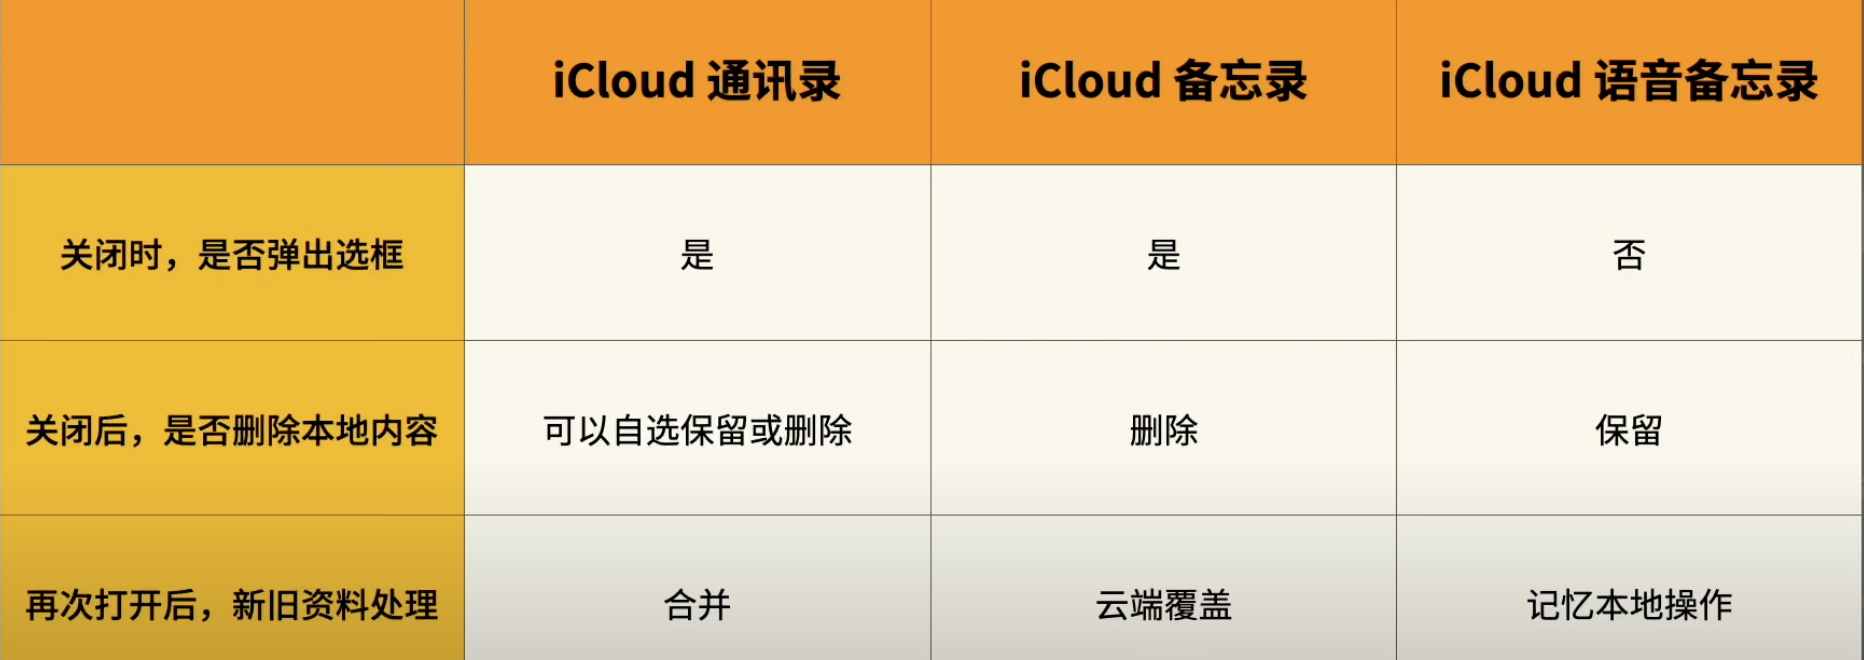 iCloud 通讯录
iCloud 备忘录
iCloud 语音备忘录
关闭时，是否弹出选框
是
是
否
关闭后，是否删除本地内容
可以自选保留或删除
删除
保留
再次打开后，新旧资料处理
合并
云端覆盖
记忆本地操作